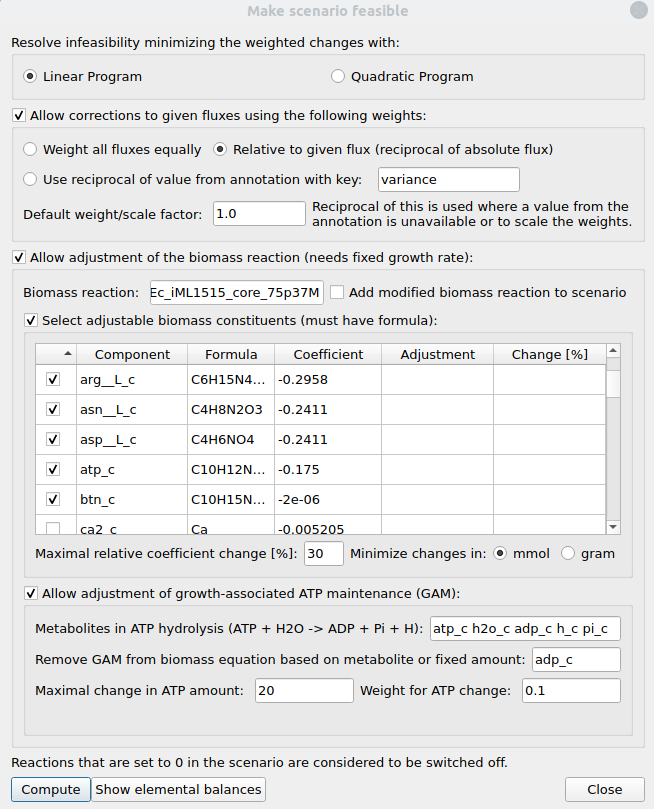 Make scenario feasible
Resolve infeasibility minimizing the weighted changes with:
Linear Program Quadratic Program
Allow corrections to given fluxes using the following weights:
Weight all fluxes equally Relative to given flux (reciprocal of absolute flux)
Use reciprocal of value from annotation with key: variance
Default weight/scale factor: 1.0 Reciprocal of this is used where a value from the
annotation is unavailable or to scale the weights.
Allow adjustment of the biomass reaction (needs fixed growth rate):
Biomass reaction: Ec_iML1515_core_75p37M Add modified biomass reaction to scenario
Select adjustable biomass constituents (must have formula):
Component Formula Coefficient Adjustment Change [%]
arg__L_c C6H15N4... -0.2958
asn__L_c C4H8N2O3 -0.2411
asp__L_c C4H6NO4 -0.2411
atp_c C10H12N... -0.175
btn_c C10H15N... -2e-06
ca2_c Ca -0.005205
Maximal relative coefficient change [%]: 30 Minimize changes in: mmol gram
Allow adjustment of growth-associated ATP maintenance (GAM):
Metabolites in ATP hydrolysis (ATP + H2O -> ADP + Pi + H): atp_c h2o_c adp_c h_c pi_c
Remove GAM from biomass equation based on metabolite or fixed amount: adp_c
Maximal change in ATP amount: 20 Weight for ATP change: 0.1
Reactions that are set to 0 in the scenario are considered to be switched off.
Compute Show elemental balances Close